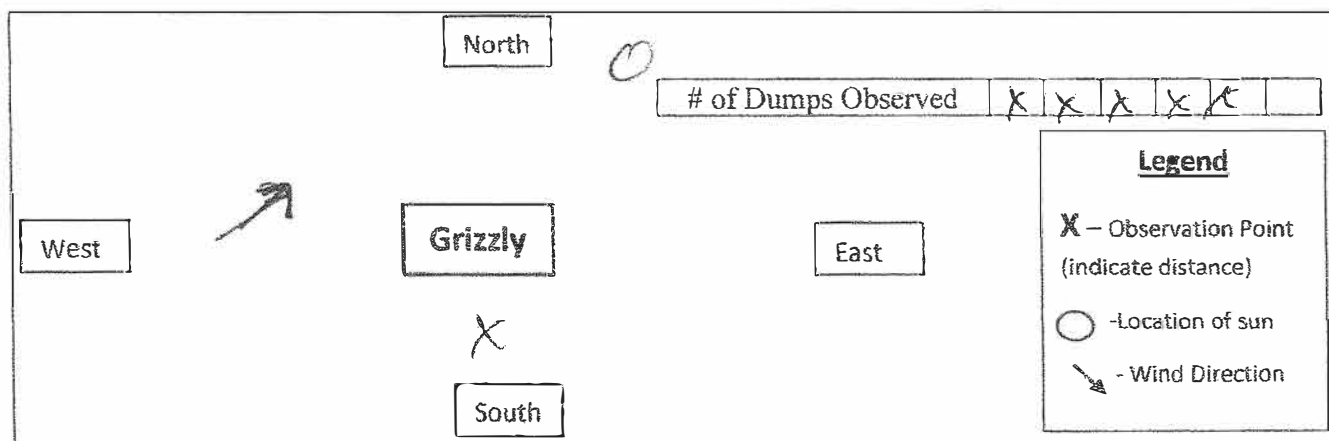 North
# of Dumps Observed X X X X X
Legend
West
Grizzly
East
X – Observation Point
(indicate distance)
X
-Location of sun
- Wind Direction
South